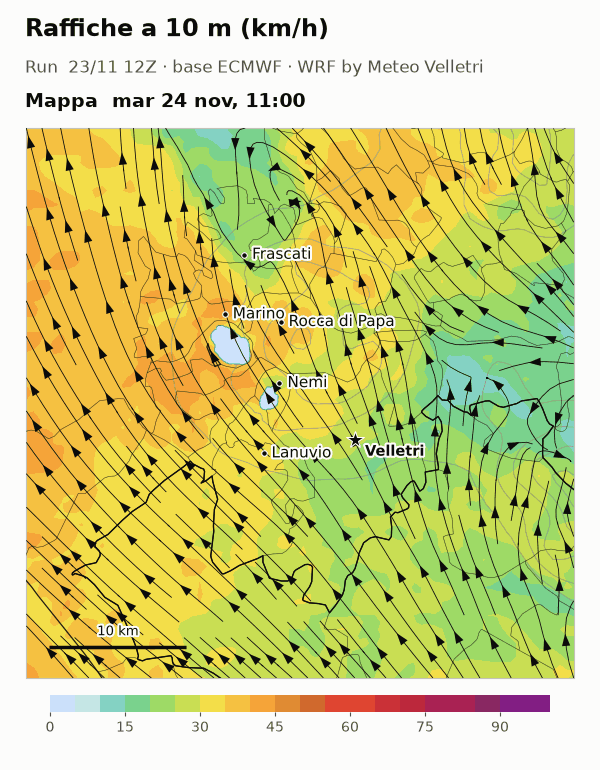 Raffiche a 10 m (km/h)
Run  23/11 12Z · base ECMWF · WRF by Meteo Velletri
Mappa  mar 24 nov, 11:00
Frascati
Marino
Rocca di Papa
Nemi
Velletri
Lanuvio
10 km
0 15 30 45 60 75 90